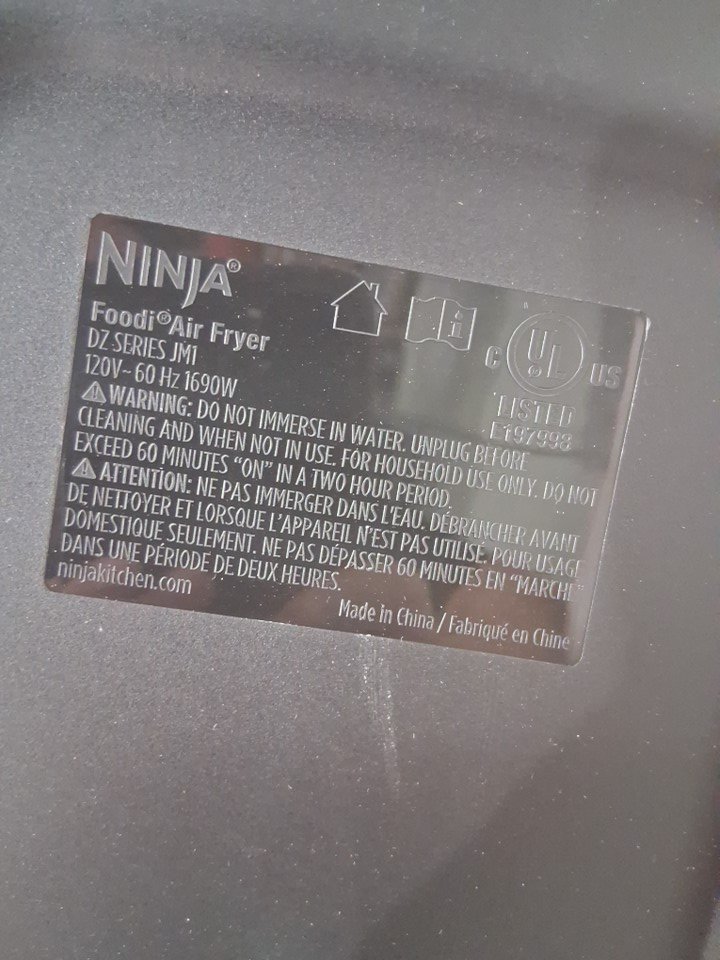 NINJA®
Foodi® Air Fryer
DZ SERIES JM1
120V~ 60 Hz 1690W
C UL US
LISTED
E197998
⚠ WARNING: DO NOT IMMERSE IN WATER. UNPLUG BEFORE
CLEANING AND WHEN NOT IN USE. FOR HOUSEHOLD USE ONLY. DO NOT
EXCEED 60 MINUTES "ON" IN A TWO HOUR PERIOD.
⚠ ATTENTION: NE PAS IMMERGER DANS L'EAU. DÉBRANCHER AVANT
DE NETTOYER ET LORSQUE L'APPAREIL N'EST PAS UTILISÉ. POUR USAGE
DOMESTIQUE SEULEMENT. NE PAS DÉPASSER 60 MINUTES EN "MARCHE"
DANS UNE PÉRIODE DE DEUX HEURES.
ninjakitchen.com
Made in China / Fabriqué en Chine